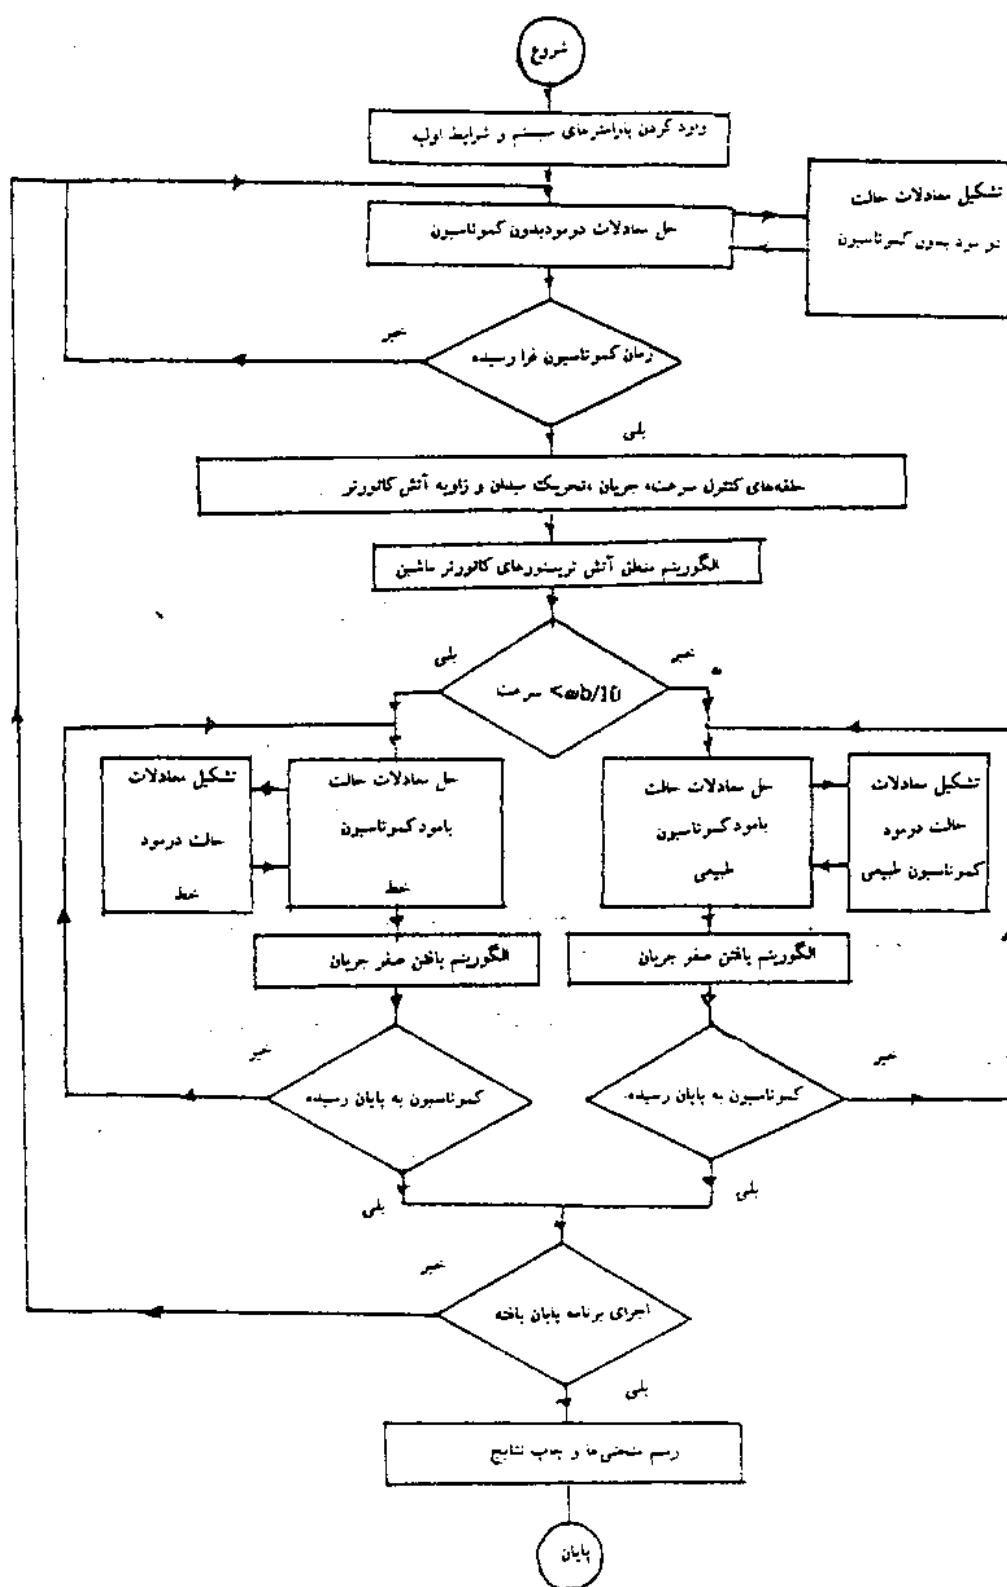 شروع
وارد کردن پارامترهای سیستم و شرایط اولیه
حل معادلات درمودبدون کموتاسیون
تشکیل معادلات حالت
در مود بدون کموتاسیون
خیر
زمان کموتاسیون فرا رسیده
بلی
حلقه‌های کنترل سرعت، جریان ،تحریک میدان و زاویه آتش کانورتر
الگوریتم منطق آتش تریستورهای کانورتر ماشین
بلی
خیر
سرعت <ωb/10
تشکیل معادلات
حالت درمود
خط
حل معادلات حالت
بامود کموتاسیون
خط
حل معادلات حالت
بامود کموتاسیون
طبیعی
تشکیل معادلات
حالت درمود
کموتاسیون طبیعی
الگوریتم یافتن صفر جریان
الگوریتم یافتن صفر جریان
خیر
خیر
کموتاسیون به پایان رسیده
کموتاسیون به پایان رسیده
بلی
بلی
خیر
اجرای برنامه پایان یافته
بلی
رسم منحنی‌ها و چاپ نتایج
پایان